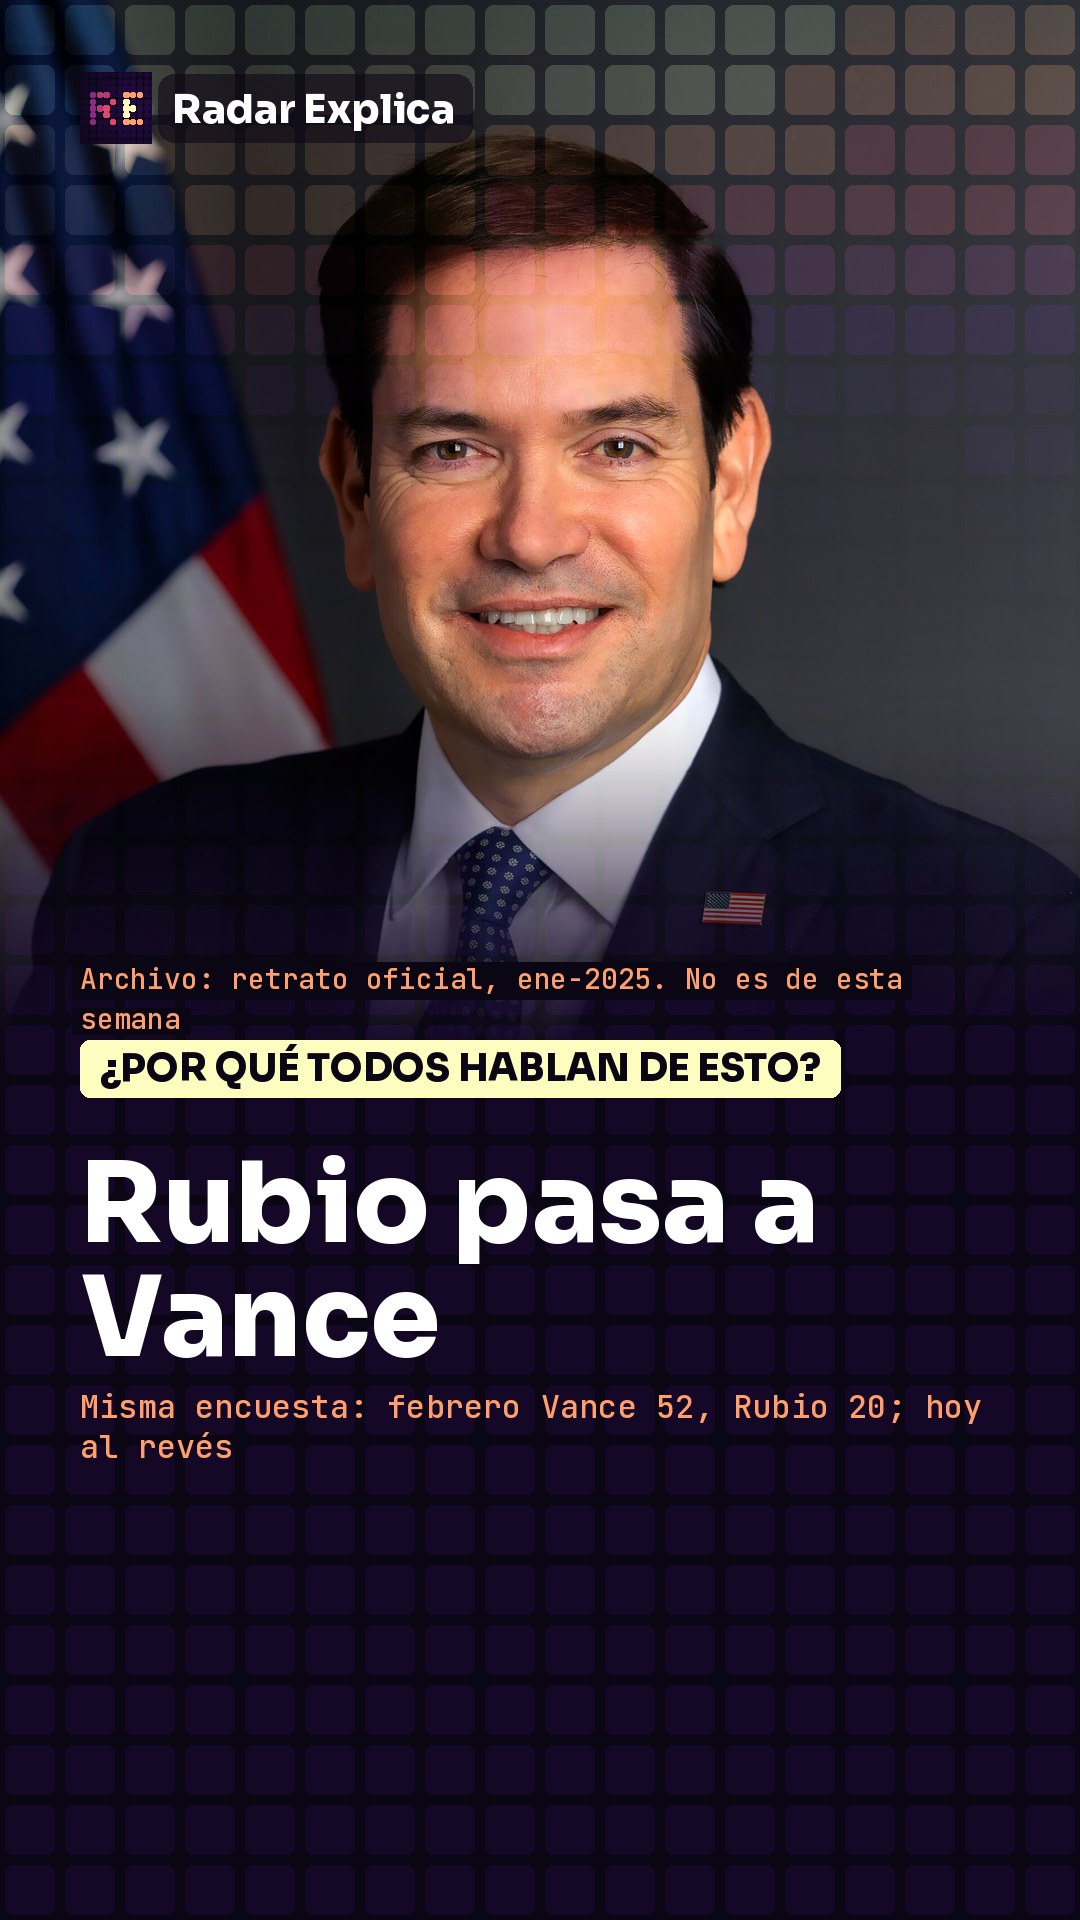 RE Radar Explica
Archivo: retrato oficial, ene-2025. No es de esta
semana
¿POR QUÉ TODOS HABLAN DE ESTO?
Rubio pasa a
Vance
Misma encuesta: febrero Vance 52, Rubio 20; hoy
al revés